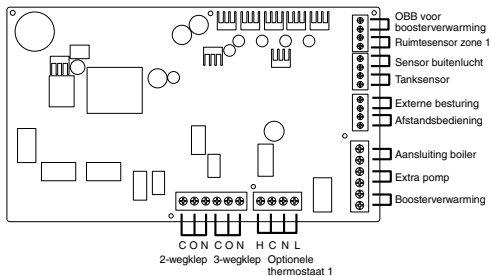 OBB voor
boosterverwarming
Ruimtesensor zone 1
Sensor buitenlucht
Tanksensor
Externe besturing
Afstandsbediening
Aansluiting boiler
Extra pomp
Boosterverwarming
C O N C O N H C N L
2-wegklep 3-wegklep Optionele
thermostaat 1